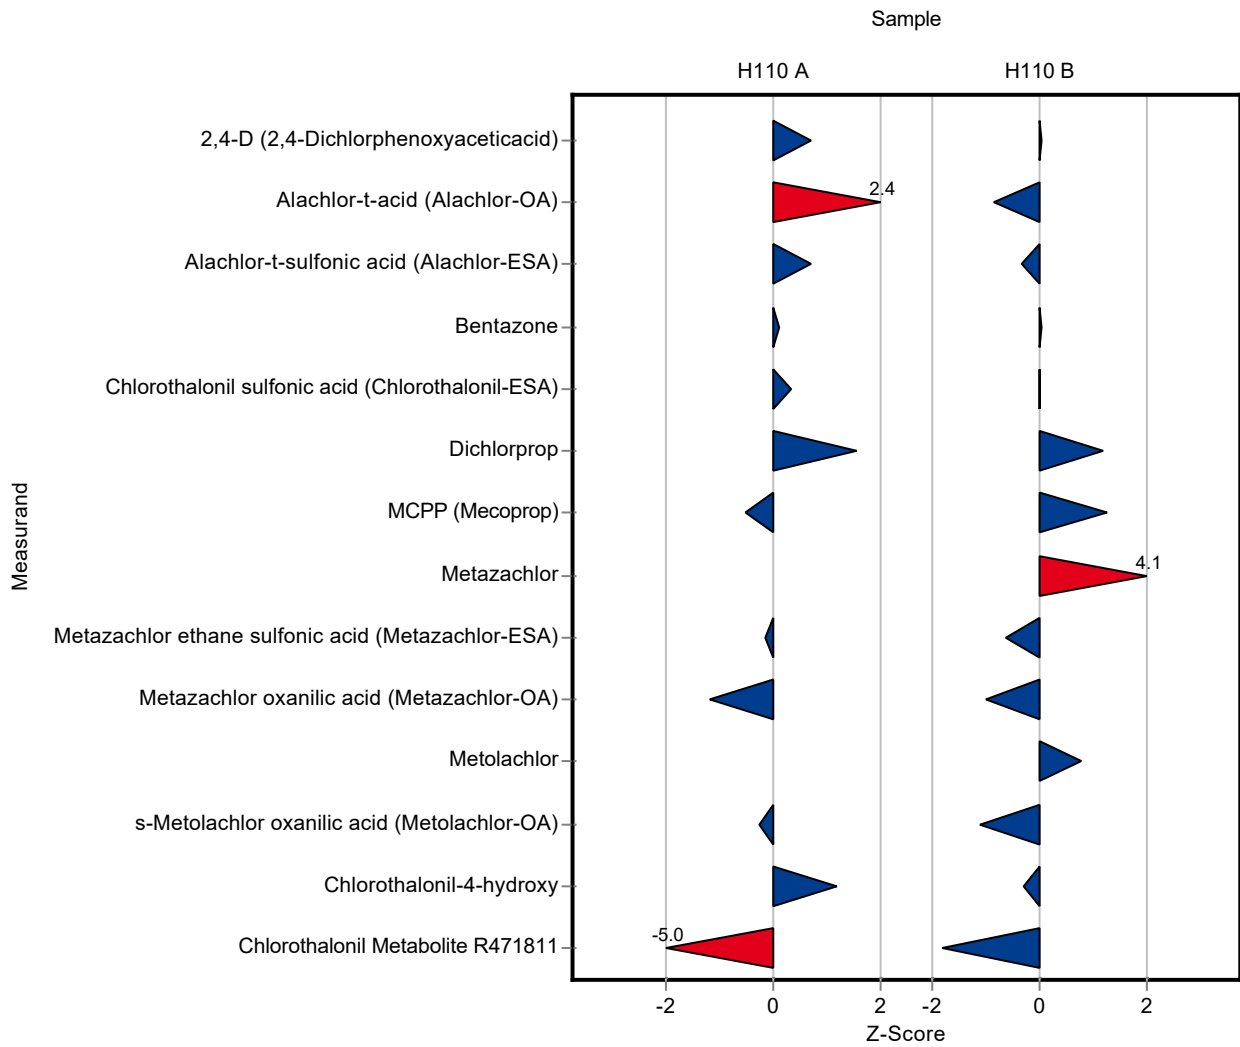 Sample
H110 A
H110 B
2,4-D (2,4-Dichlorphenoxyaceticacid)
Alachlor-t-acid (Alachlor-OA)
2.4
Alachlor-t-sulfonic acid (Alachlor-ESA)
Bentazone
Chlorothalonil sulfonic acid (Chlorothalonil-ESA)
Dichlorprop
MCPP (Mecoprop)
Measurand
Metazachlor
4.1
Metazachlor ethane sulfonic acid (Metazachlor-ESA)
Metazachlor oxanilic acid (Metazachlor-OA)
Metolachlor
s-Metolachlor oxanilic acid (Metolachlor-OA)
Chlorothalonil-4-hydroxy
Chlorothalonil Metabolite R471811
-5.0
-2 0 2 -2 0 2
Z-Score